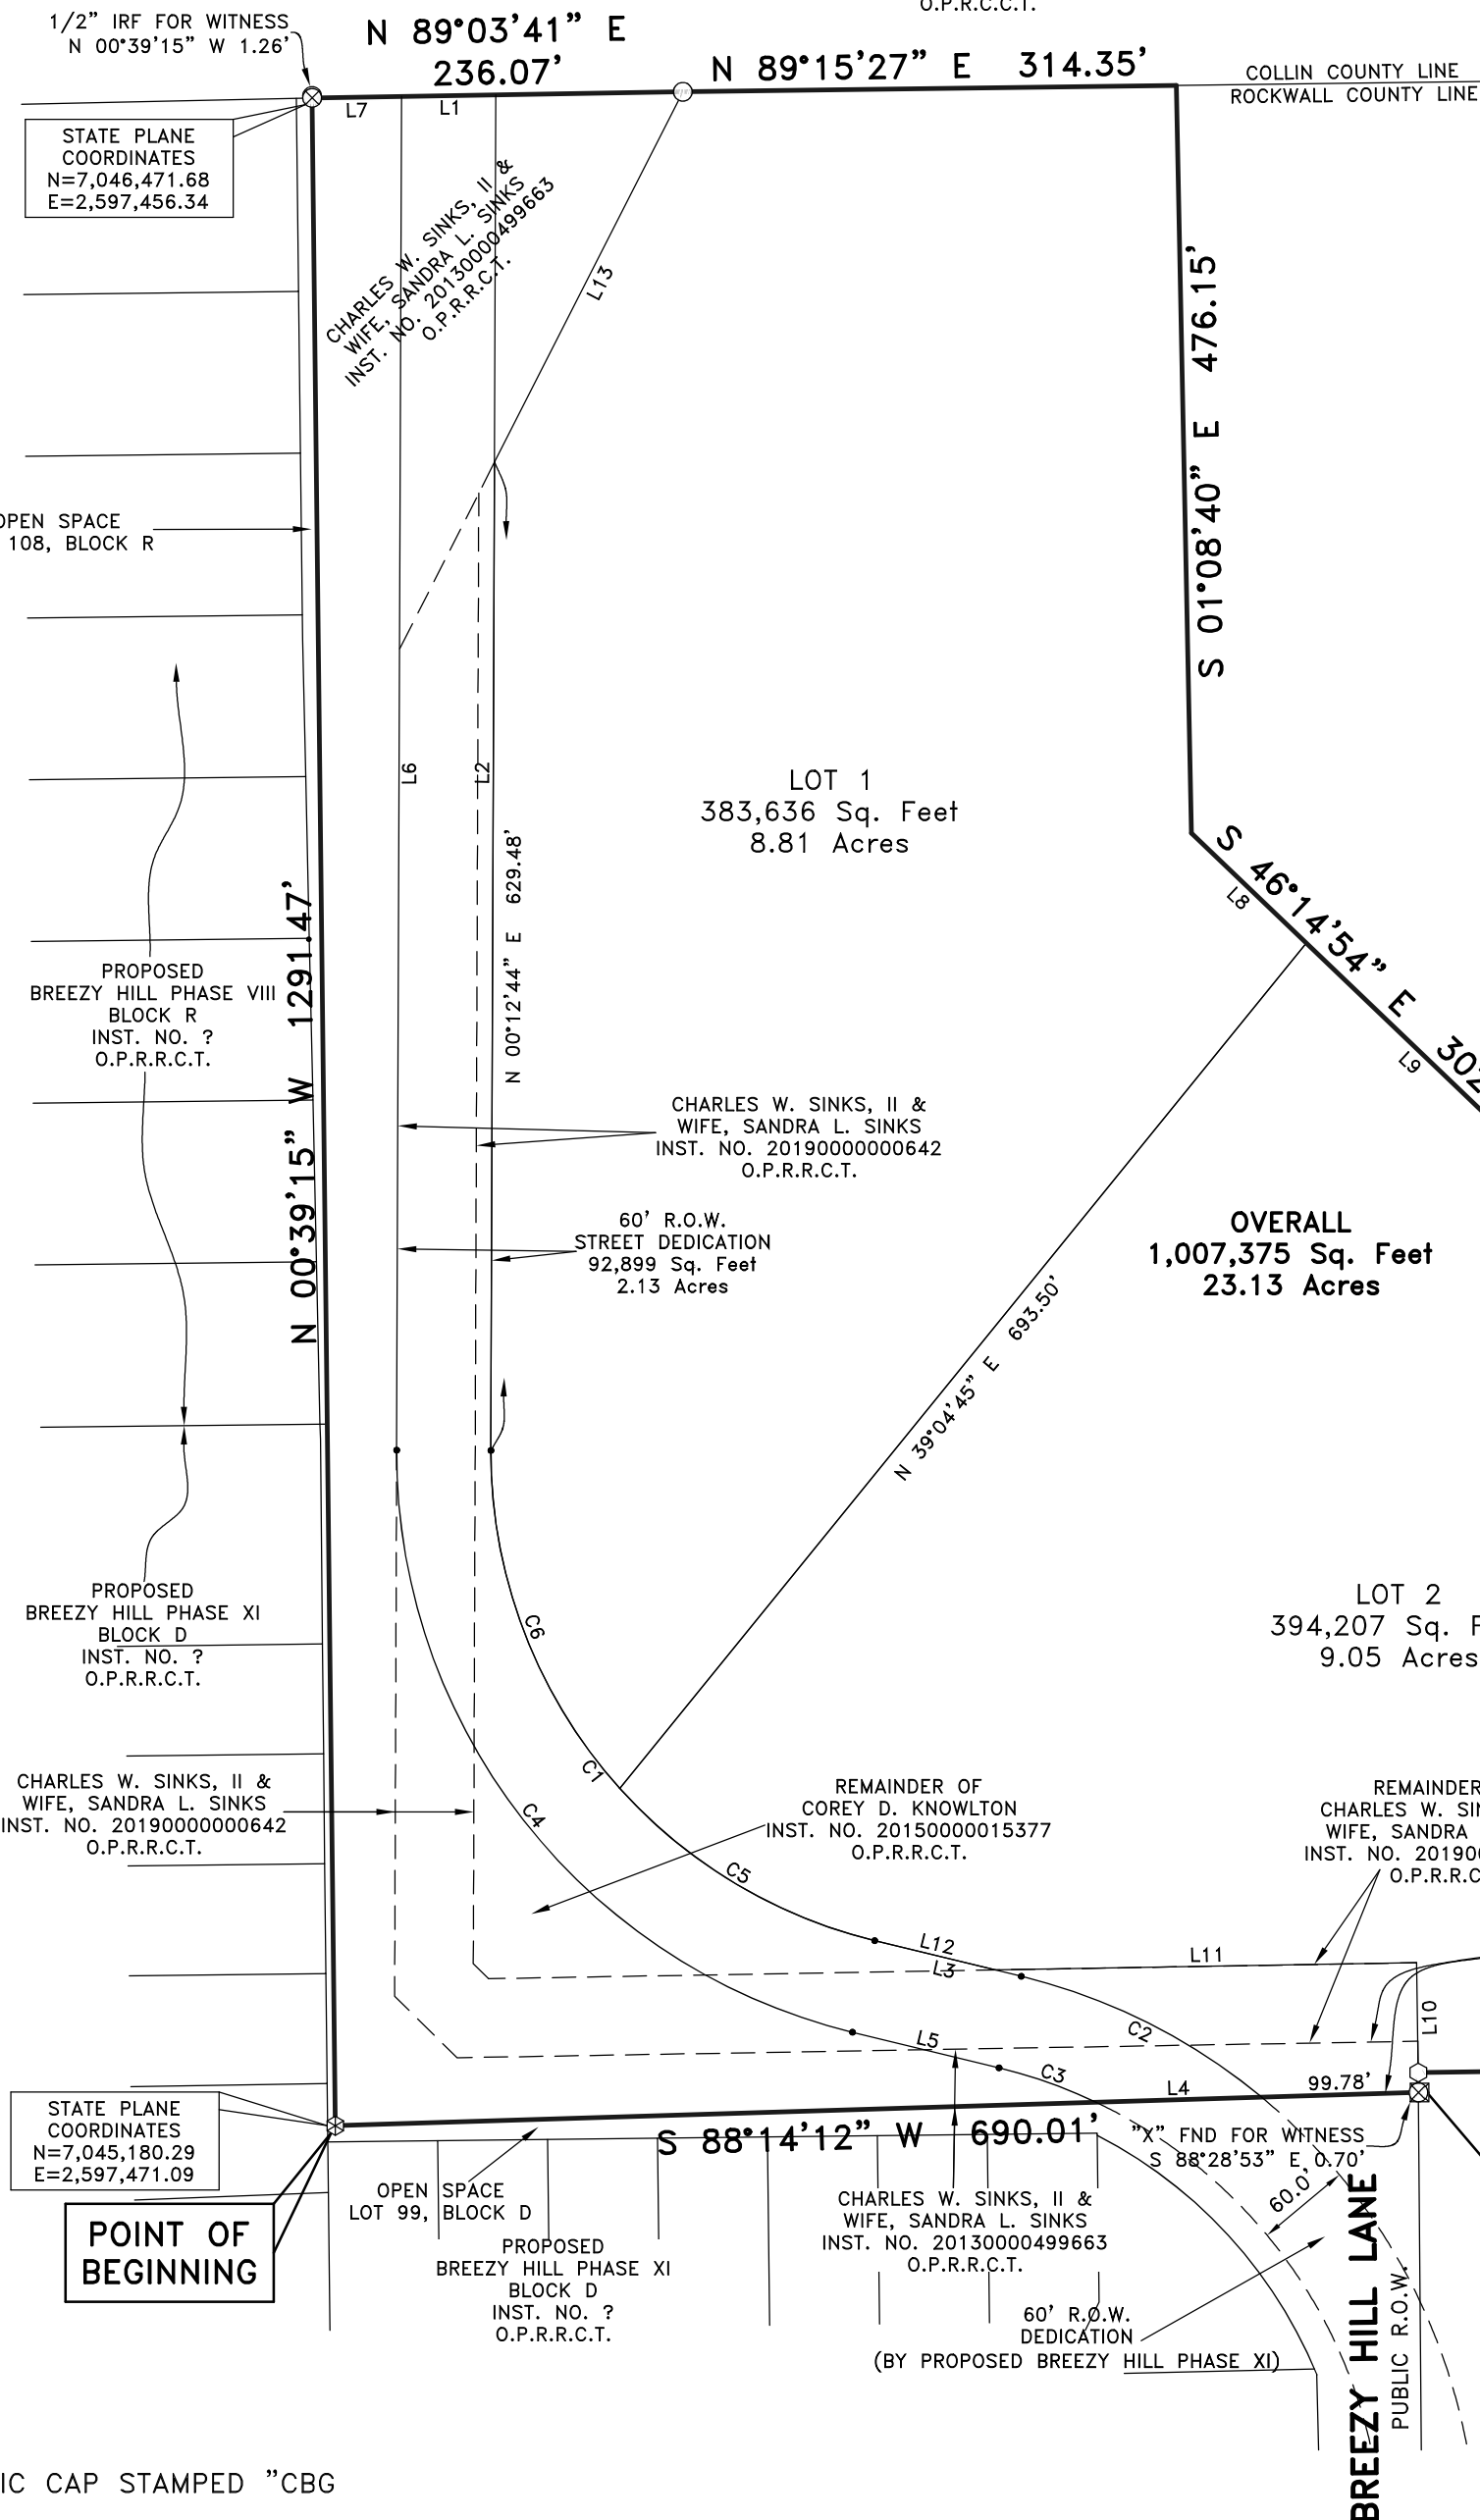 O.P.R.C.C.T.
1/2” IRF FOR WITNESS
N 00°39'15” W 1.26'
N 89°03'41” E
236.07'
N 89°15'27” E 314.35'
COLLIN COUNTY LINE
ROCKWALL COUNTY LINE
L7
L1
STATE PLANE
COORDINATES
N=7,046,471.68
E=2,597,456.34
CHARLES W. SINKS, II &
WIFE, SANDRA L. SINKS
INST. NO. 20130000499663
O.P.R.R.C.T.
L13
S 01°08'40” E 476.15'
OPEN SPACE
108, BLOCK R
L6
L2
LOT 1
383,636 Sq. Feet
8.81 Acres
N 00°12'44” E 629.48'
S 46°14'54” E 302
L8
L9
N 00°39'15” W 1291.47'
PROPOSED
BREEZY HILL PHASE VIII
BLOCK R
INST. NO. ?
O.P.R.R.C.T.
CHARLES W. SINKS, II &
WIFE, SANDRA L. SINKS
INST. NO. 20190000000642
O.P.R.R.C.T.
60' R.O.W.
STREET DEDICATION
92,899 Sq. Feet
2.13 Acres
OVERALL
1,007,375 Sq. Feet
23.13 Acres
N 39°04'45” E 693.50'
PROPOSED
BREEZY HILL PHASE XI
BLOCK D
INST. NO. ?
O.P.R.R.C.T.
C6
LOT 2
394,207 Sq. F
9.05 Acres
CHARLES W. SINKS, II &
WIFE, SANDRA L. SINKS
INST. NO. 20190000000642
O.P.R.R.C.T.
C1
C4
C5
REMAINDER OF
COREY D. KNOWLTON
INST. NO. 20150000015377
O.P.R.R.C.T.
REMAINDER
CHARLES W. SIN
WIFE, SANDRA
INST. NO. 20190
O.P.R.R.C
L12
L3
L11
L10
L5
C2
C3
L4
99.78'
STATE PLANE
COORDINATES
N=7,045,180.29
E=2,597,471.09
S 88°14'12” W 690.01'
”X” FND FOR WITNESS
S 88°28'53” E 0.70'
POINT OF
BEGINNING
OPEN SPACE
LOT 99, BLOCK D
PROPOSED
BREEZY HILL PHASE XI
BLOCK D
INST. NO. ?
O.P.R.R.C.T.
CHARLES W. SINKS, II &
WIFE, SANDRA L. SINKS
INST. NO. 20130000499663
O.P.R.R.C.T.
60.0'
60' R.O.W.
DEDICATION
(BY PROPOSED BREEZY HILL PHASE XI)
BREEZY HILL LANE
PUBLIC R.O.W.
IC CAP STAMPED ”CBG